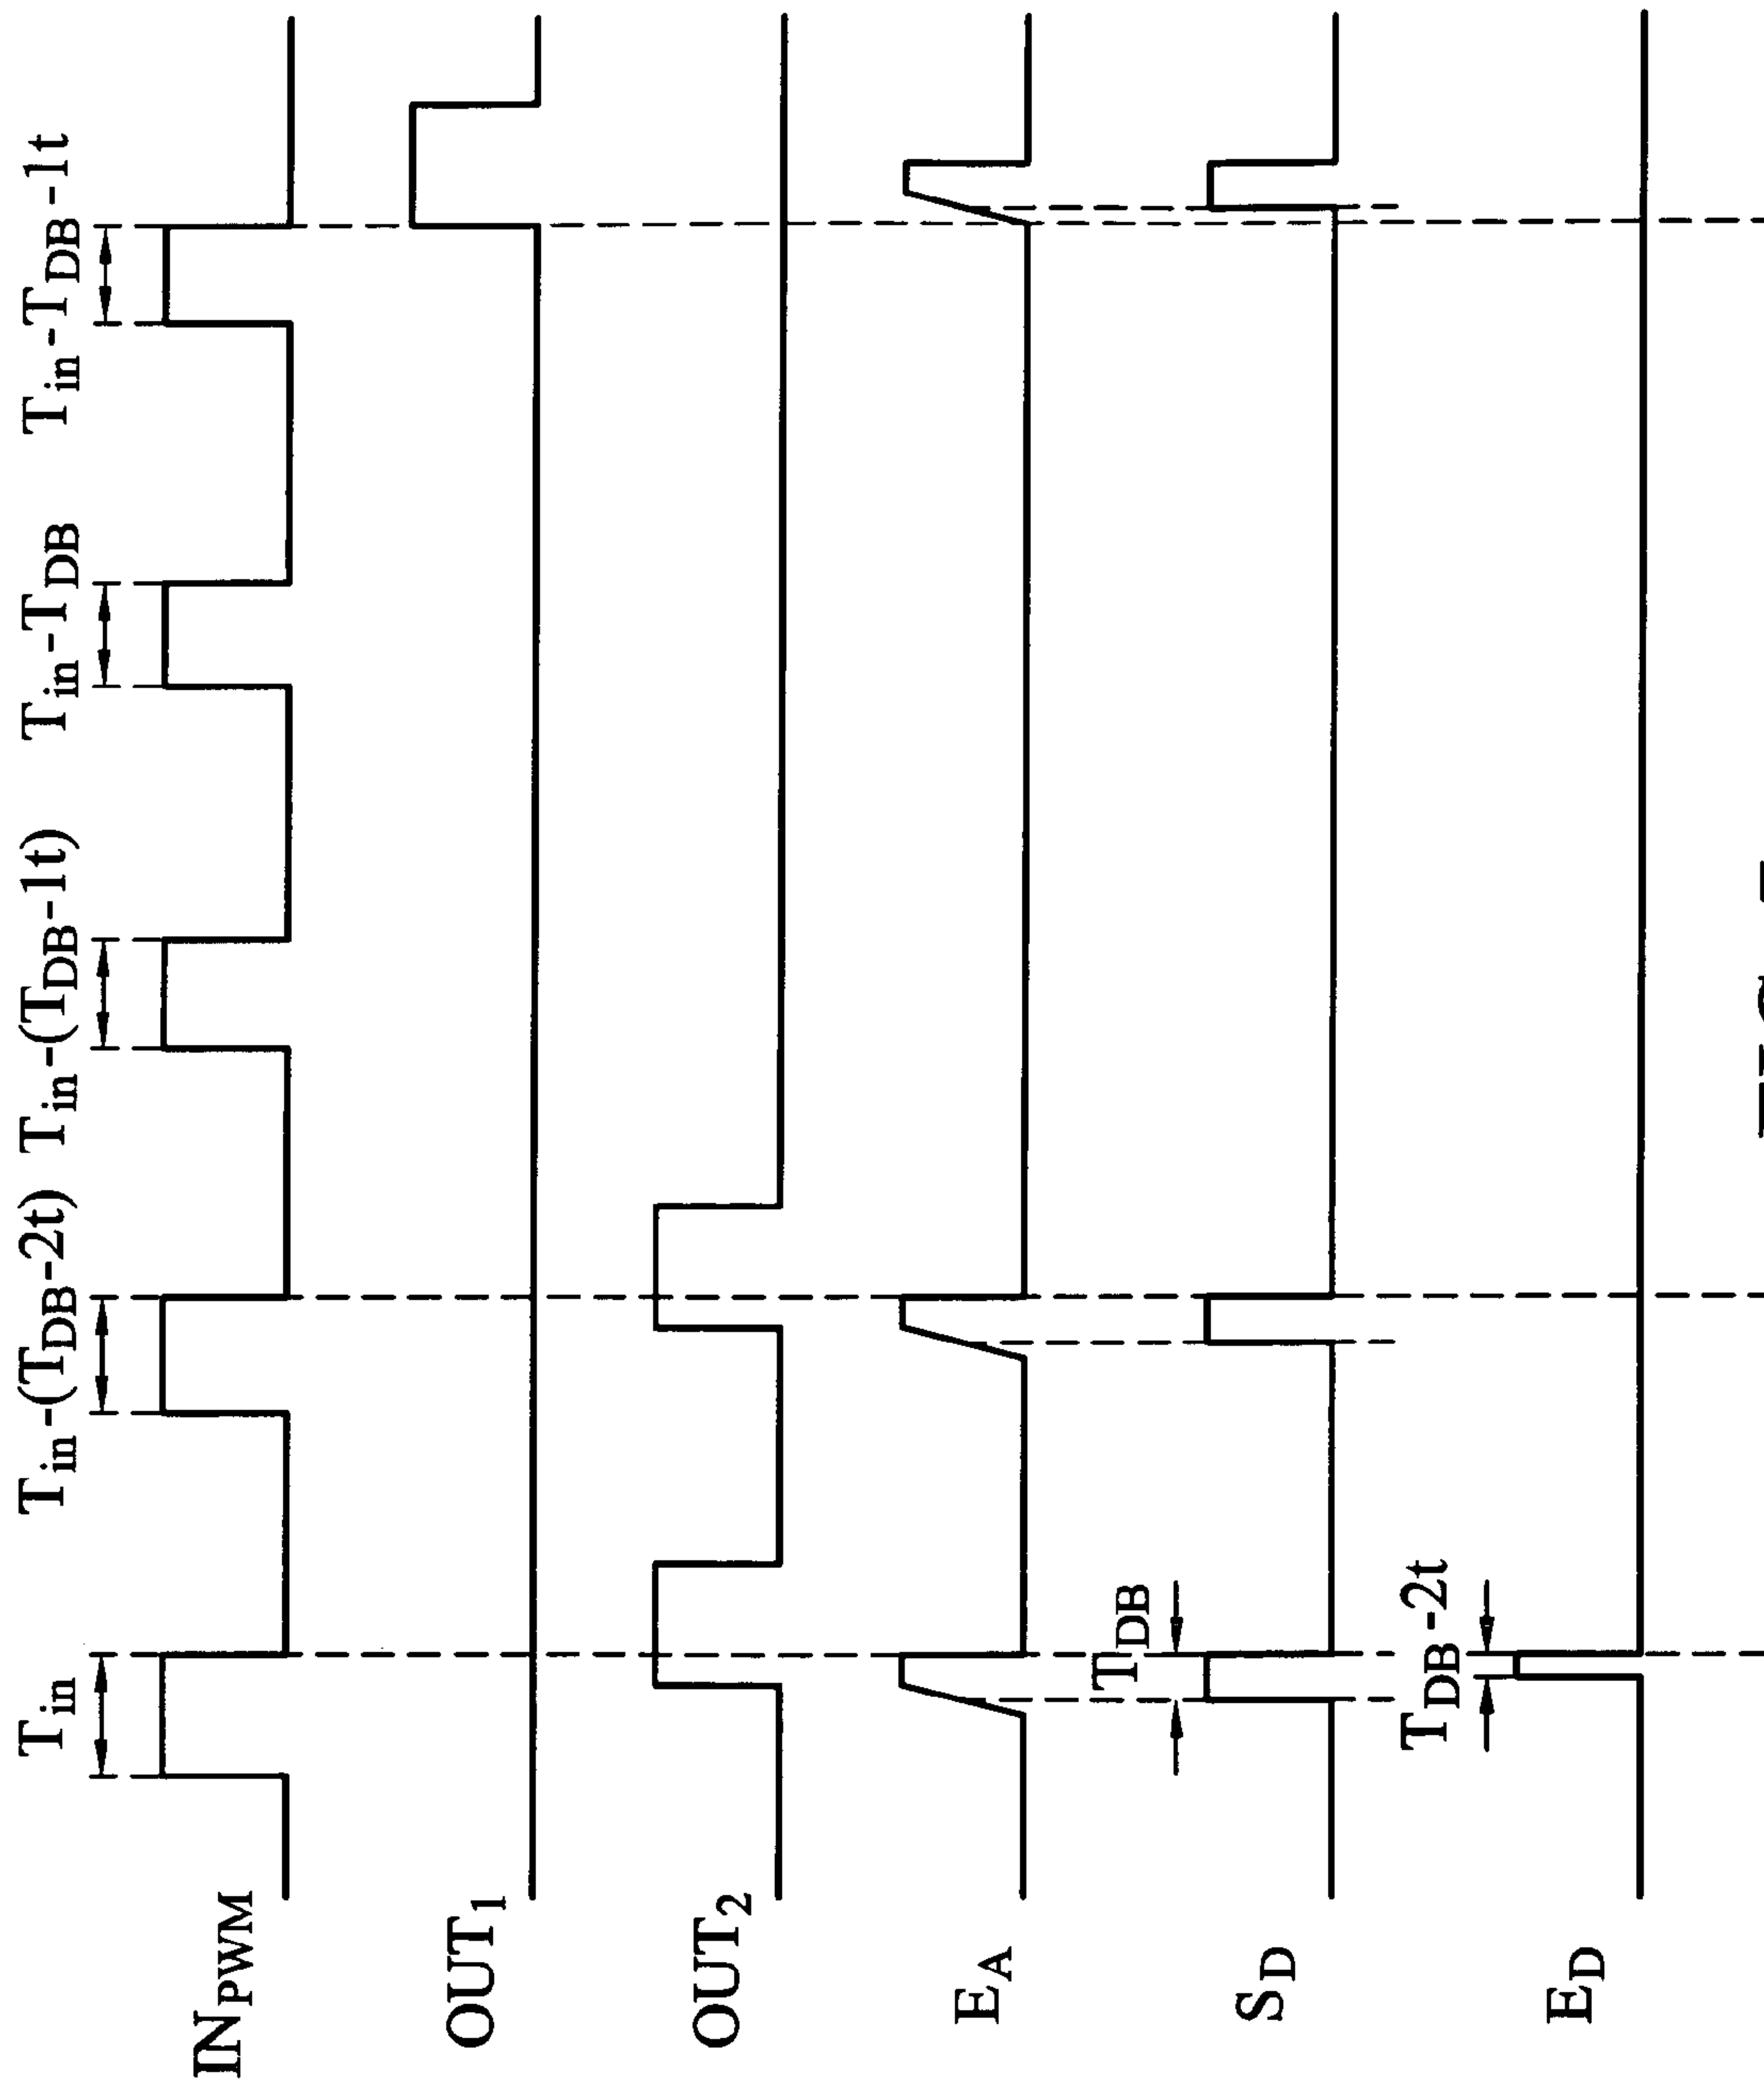 T_in T_in-(T_DB-2t) T_in-(T_DB-1t) T_in-T_DB T_in-T_DB-1t
IN_PWM
OUT_1
OUT_2
E_A
T_DB
S_D
T_DB-2t
E_D